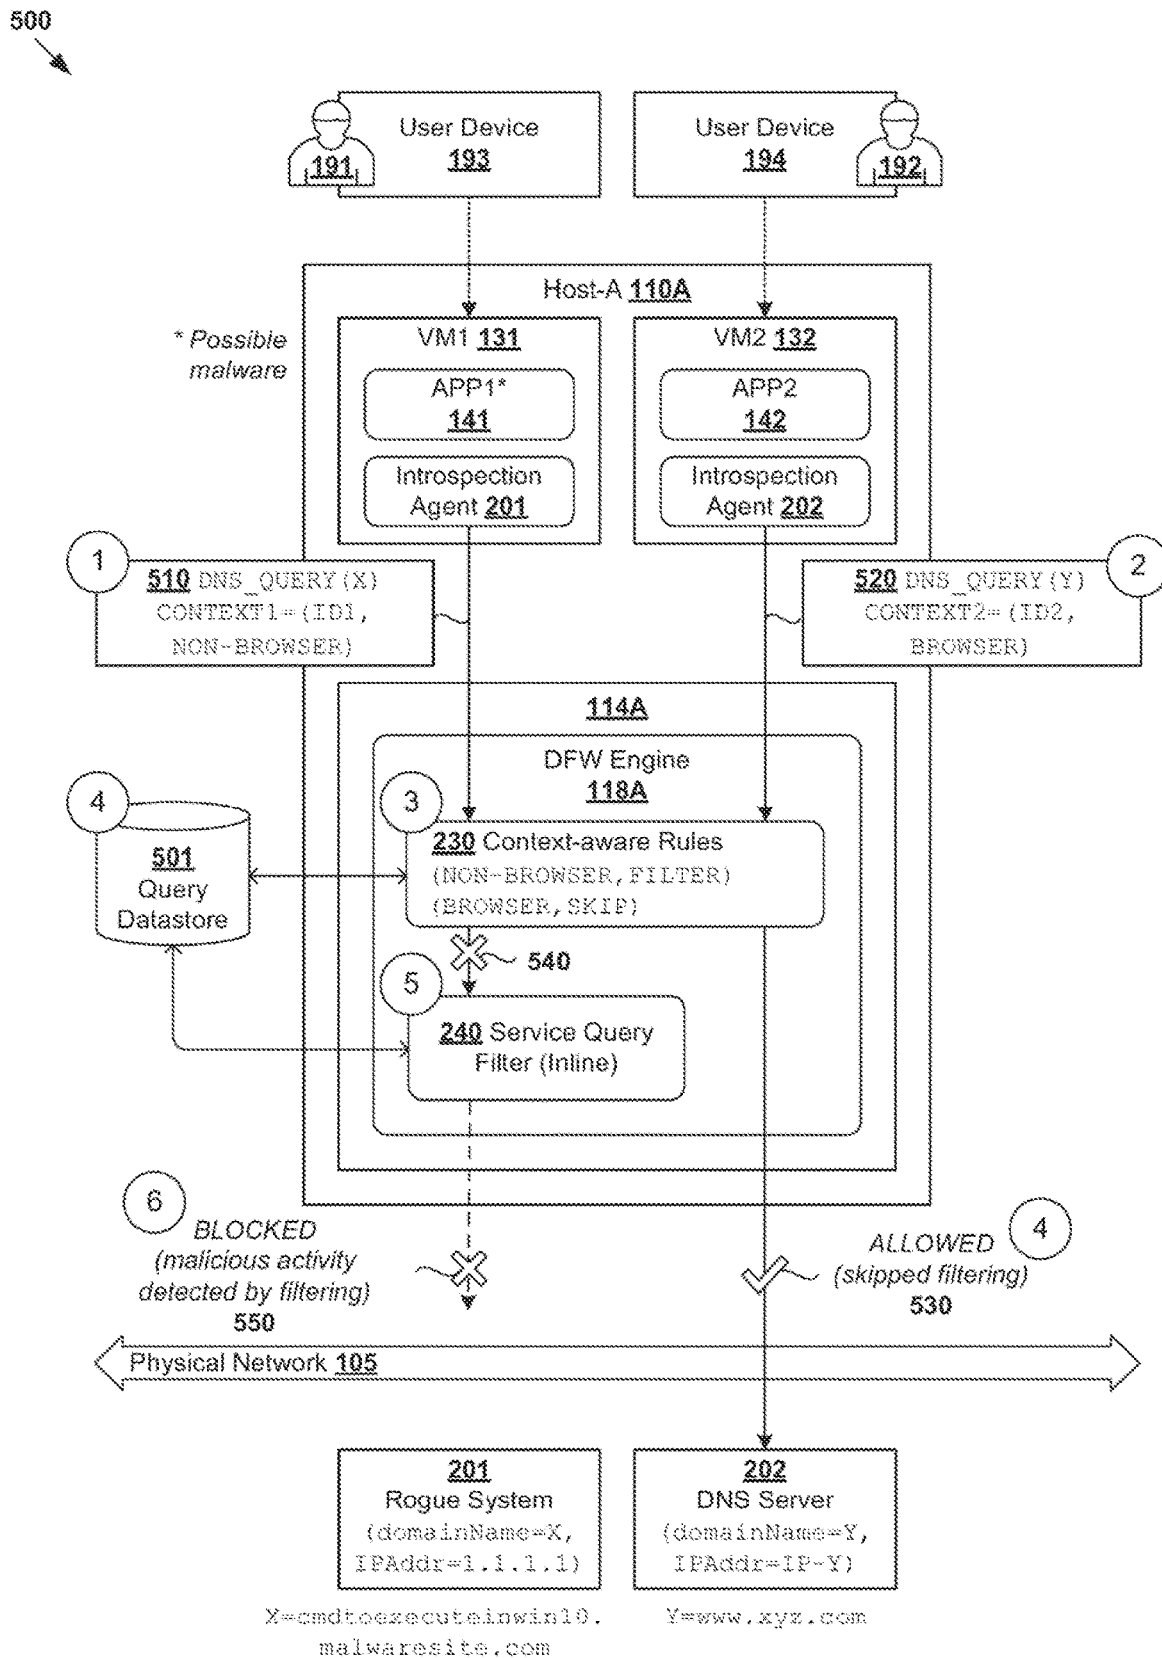 500
User Device
193
191
User Device
194
192
Host-A 110A
* Possible
malware
VM1 131
APP1*
141
Introspection
Agent 201
VM2 132
APP2
142
Introspection
Agent 202
1
510 DNS_QUERY(X)
CONTEXT1=(ID1,
NON-BROWSER)
2
520 DNS_QUERY(Y)
CONTEXT2=(ID2,
BROWSER)
114A
DFW Engine
118A
3
230 Context-aware Rules
(NON-BROWSER,FILTER)
(BROWSER,SKIP)
4
501
Query
Datastore
540
5
240 Service Query
Filter (Inline)
6
BLOCKED
(malicious activity
detected by filtering)
550
4
ALLOWED
(skipped filtering)
530
Physical Network 105
201
Rogue System
(domainName=X,
IPAddr=1.1.1.1)
202
DNS Server
(domainName=Y,
IPAddr=IP-Y)
X=cmdtoexecuteinwin10.
malwaresite.com
Y=www.xyz.com